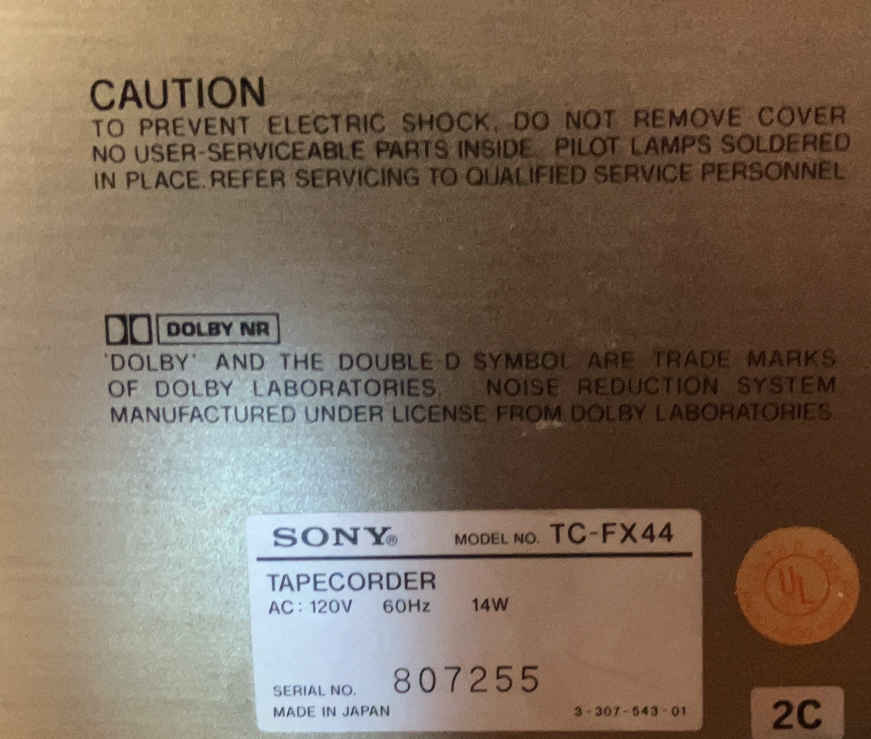 CAUTION
TO PREVENT ELECTRIC SHOCK, DO NOT REMOVE COVER
NO USER-SERVICEABLE PARTS INSIDE. PILOT LAMPS SOLDERED
IN PLACE. REFER SERVICING TO QUALIFIED SERVICE PERSONNEL
DOLBY NR
'DOLBY' AND THE DOUBLE-D SYMBOL ARE TRADE MARKS
OF DOLBY LABORATORIES. NOISE REDUCTION SYSTEM
MANUFACTURED UNDER LICENSE FROM DOLBY LABORATORIES.
SONY® MODEL NO. TC-FX44
TAPECORDER
AC: 120V 60Hz 14W
SERIAL NO. 807255
MADE IN JAPAN 3-307-543-01
UL
2C